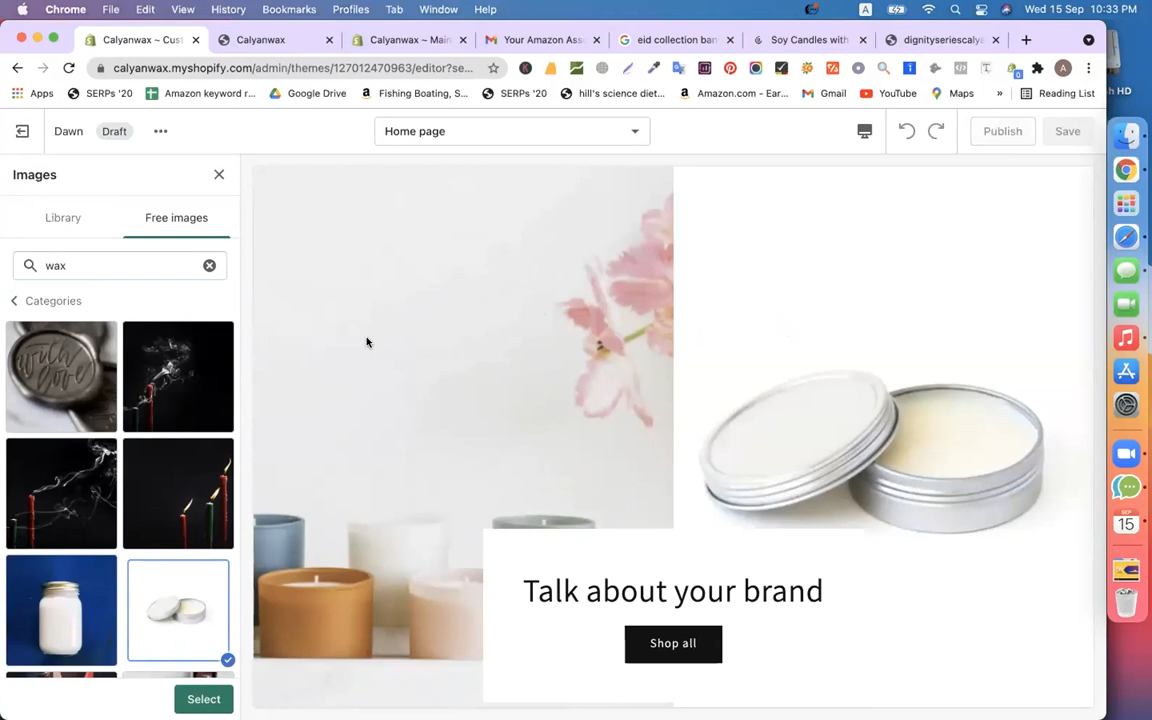 Chrome File Edit View History Bookmarks Profiles Tab Window Help A Wed 15 Sep 10:33 PM
Calyanwax ~ Cus Calyanwax Calyanwax ~ Main Your Amazon Ass eid collection ban Soy Candles with dignityseriescalya
calyanwax.myshopify.com/admin/themes/127012470963/editor?se... A
Apps SERPs '20 Amazon keyword r... Google Drive Fishing Boating, S... SERPs '20 hill's science diet... Amazon.com - Ear... Gmail YouTube Maps » Reading List
Dawn Draft Home page Publish Save
Images
Library Free images
wax
Categories
with
love
Talk about your brand
Shop all
Select
SEP
15